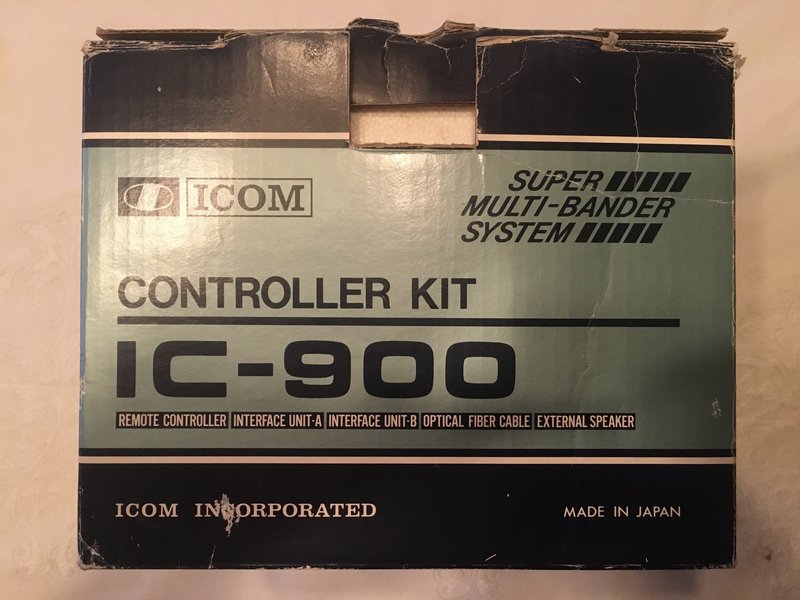 ICOM
SUPER
MULTI-BANDER
SYSTEM
CONTROLLER KIT
IC-900
REMOTE CONTROLLER INTERFACE UNIT-A INTERFACE UNIT-B OPTICAL FIBER CABLE EXTERNAL SPEAKER
ICOM INCORPORATED
MADE IN JAPAN